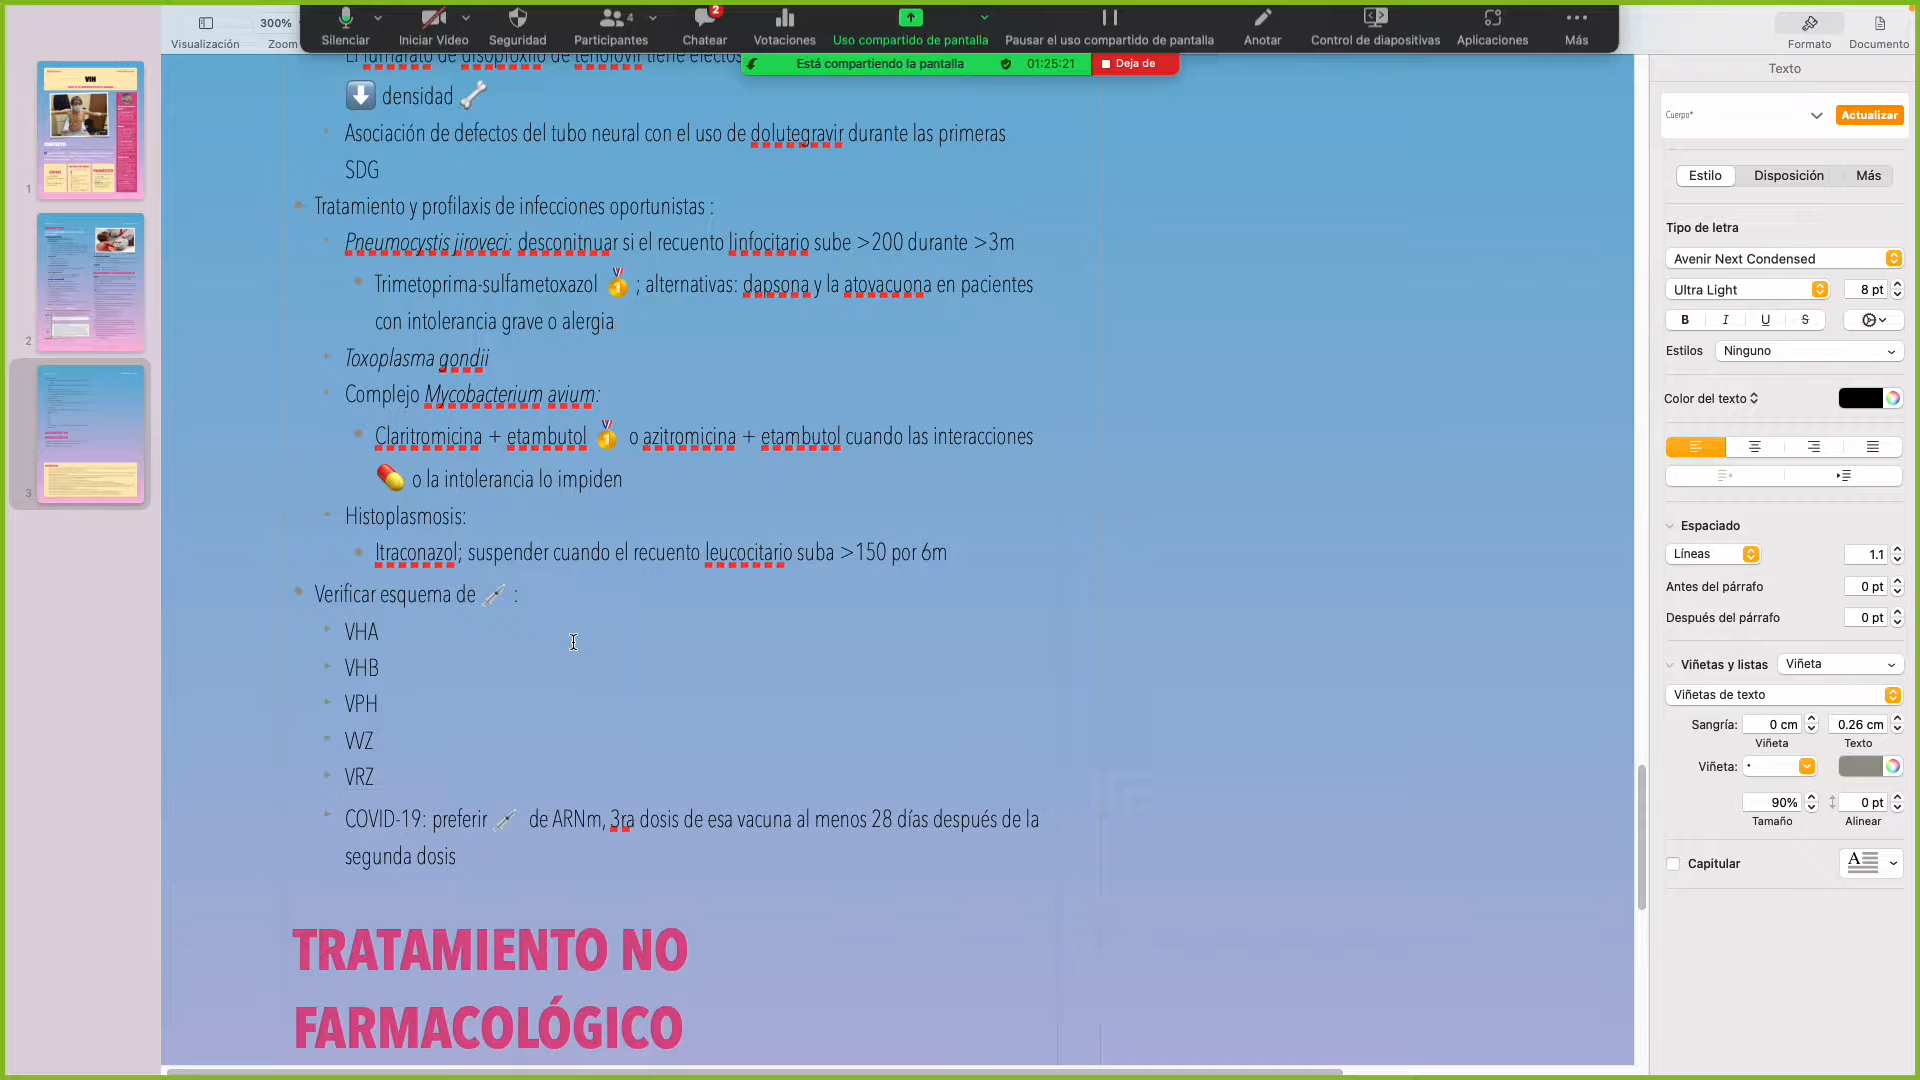 Visualización
300%
Zoom
Silenciar
Iniciar Video
Seguridad
4
Participantes
2
Chatear
Votaciones
Uso compartido de pantalla
Pausar el uso compartido de pantalla
Anotar
Control de diapositivas
Aplicaciones
Más
Formato
Documento
Está compartiendo la pantalla
01:25:21
Deja de
El fumarato de disoproxilo de tenofovir tiene efectos
densidad
Asociación de defectos del tubo neural con el uso de dolutegravir durante las primeras
SDG
Tratamiento y profilaxis de infecciones oportunistas :
Pneumocystis jiroveci: desconitnuar si el recuento linfocitario sube >200 durante >3m
Trimetoprima-sulfametoxazol 🥇 ; alternativas: dapsona y la atovacuona en pacientes
con intolerancia grave o alergia
Toxoplasma gondii
Complejo Mycobacterium avium:
Claritromicina + etambutol 🥇 o azitromicina + etambutol cuando las interacciones
💊 o la intolerancia lo impiden
Histoplasmosis:
Itraconazol; suspender cuando el recuento leucocitario suba >150 por 6m
Verificar esquema de 💉 :
VHA
VHB
VPH
VVZ
VRZ
COVID-19: preferir 💉 de ARNm, 3ra dosis de esa vacuna al menos 28 días después de la
segunda dosis
TRATAMIENTO NO
FARMACOLÓGICO
VIH
1
2
3
Texto
Cuerpo*
Actualizar
Estilo
Disposición
Más
Tipo de letra
Avenir Next Condensed
Ultra Light
8 pt
B I U S
Estilos
Ninguno
Color del texto
Espaciado
Líneas
1.1
Antes del párrafo
0 pt
Después del párrafo
0 pt
Viñetas y listas
Viñeta
Viñetas de texto
Sangría:
0 cm
0.26 cm
Viñeta
Texto
Viñeta:
•
90%
0 pt
Tamaño
Alinear
Capitular
A